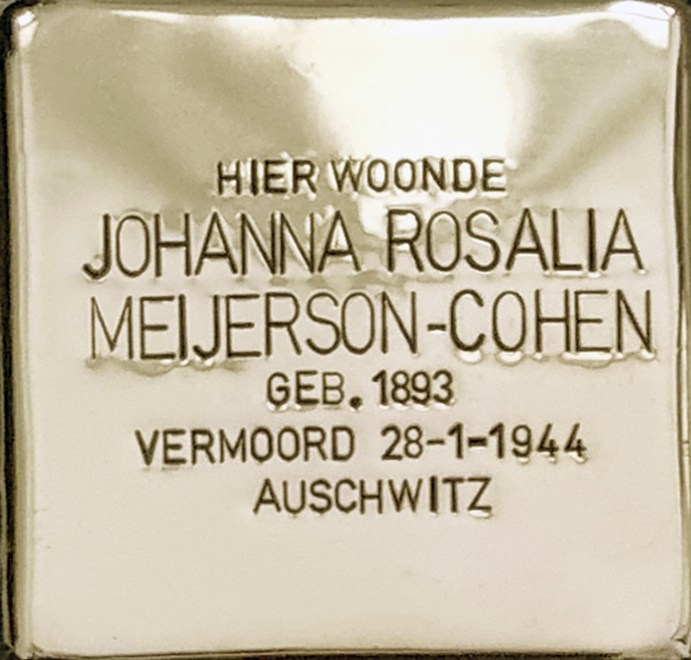 HIER WOONDE
JOHANNA ROSALIA
MEIJERSON-COHEN
GEB. 1893
VERMOORD 28-1-1944
AUSCHWITZ